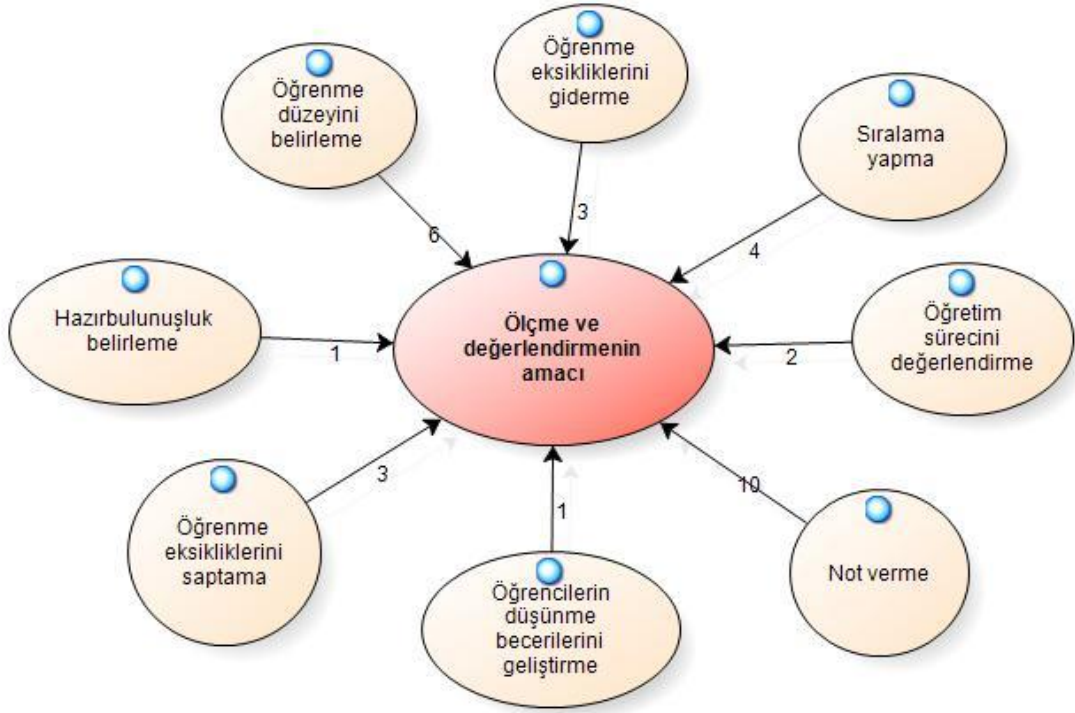 Öğrenme
eksikliklerini
giderme
Öğrenme
düzeyini
belirleme
Sıralama
yapma
3
6
4
Hazırbulunuşluk
belirleme
1
Ölçme ve
değerlendirmenin
amacı
2
Öğretim
sürecini
değerlendirme
3
10
1
Öğrenme
eksikliklerini
saptama
Öğrencilerin
düşünme
becerilerini
geliştirme
Not verme